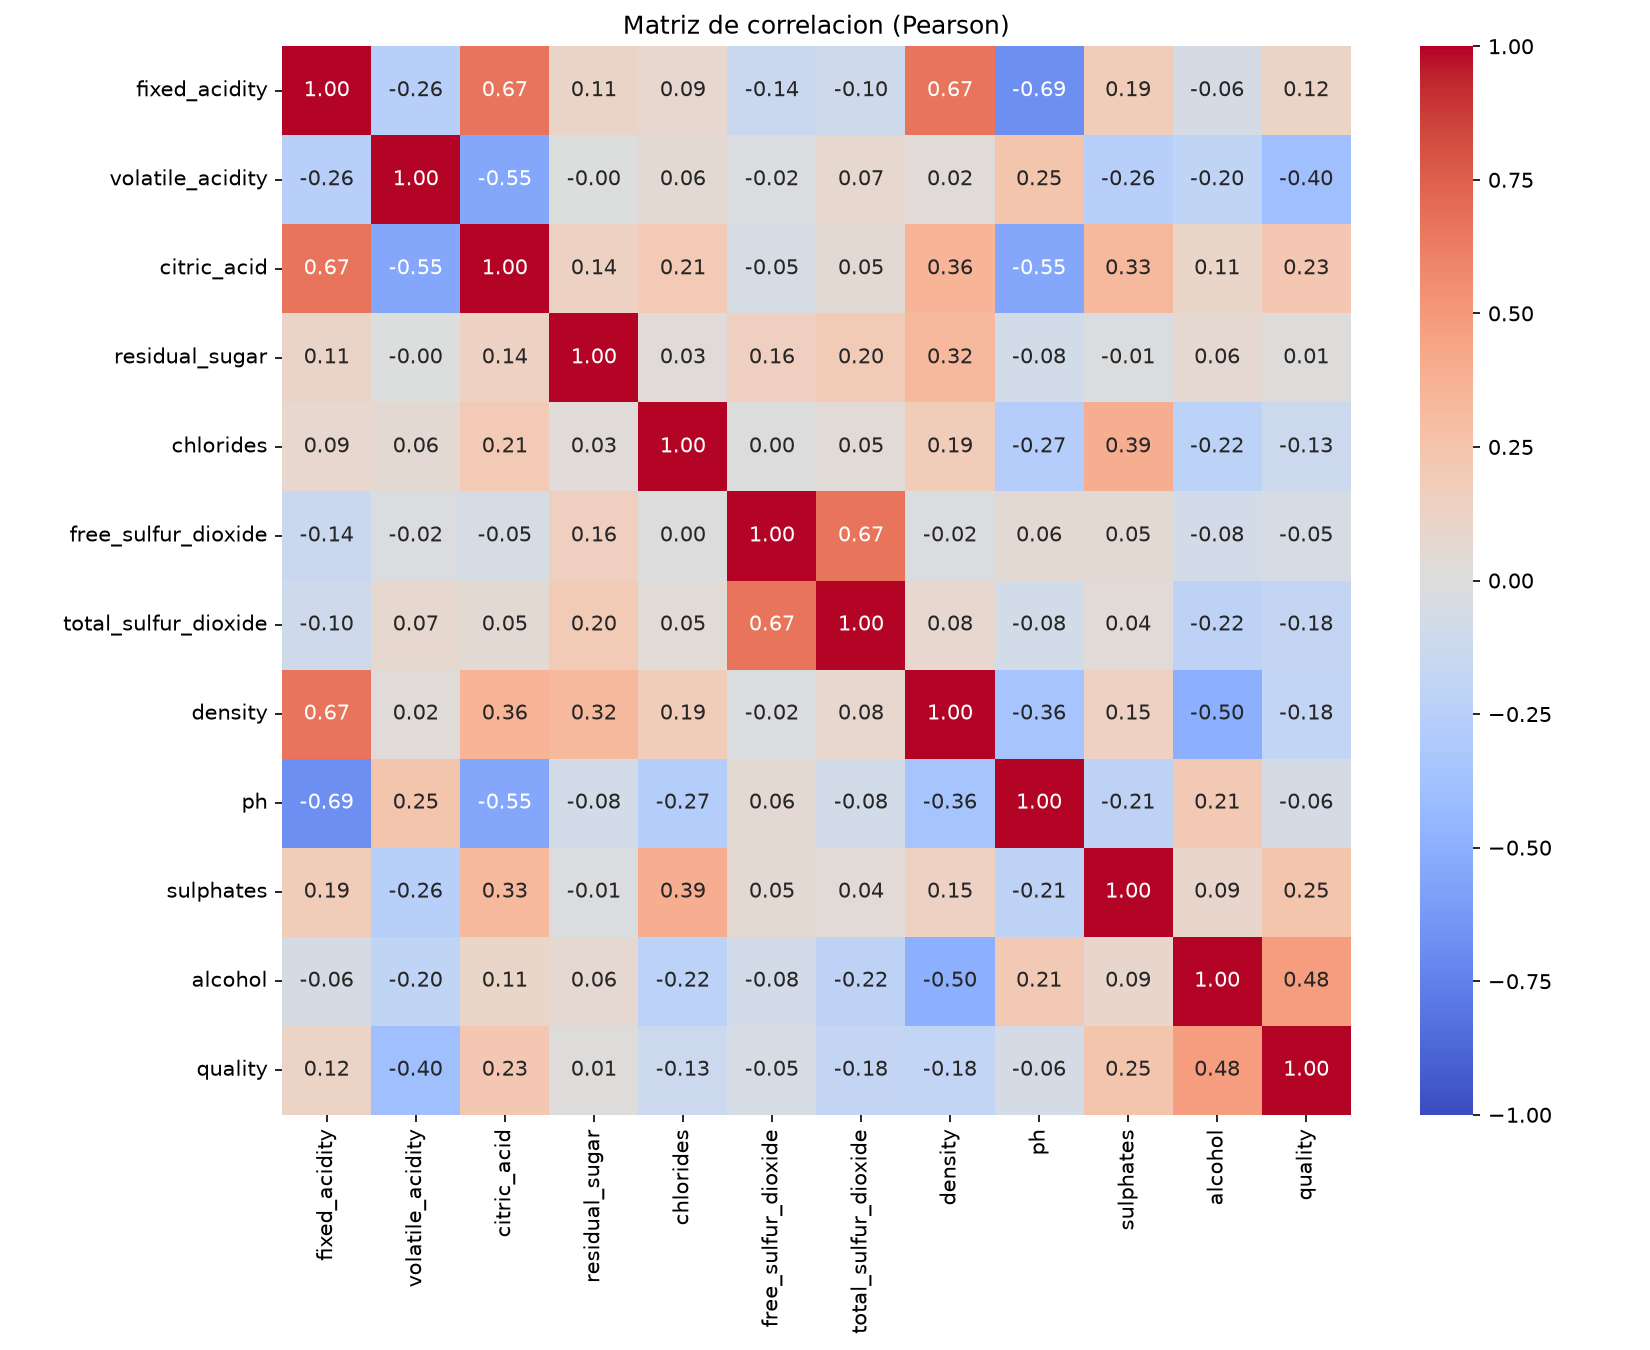 Matriz de correlacion (Pearson)
fixed_acidity 1.00 -0.26 0.67 0.11 0.09 -0.14 -0.10 0.67 -0.69 0.19 -0.06 0.12
volatile_acidity -0.26 1.00 -0.55 -0.00 0.06 -0.02 0.07 0.02 0.25 -0.26 -0.20 -0.40
citric_acid 0.67 -0.55 1.00 0.14 0.21 -0.05 0.05 0.36 -0.55 0.33 0.11 0.23
residual_sugar 0.11 -0.00 0.14 1.00 0.03 0.16 0.20 0.32 -0.08 -0.01 0.06 0.01
chlorides 0.09 0.06 0.21 0.03 1.00 0.00 0.05 0.19 -0.27 0.39 -0.22 -0.13
free_sulfur_dioxide -0.14 -0.02 -0.05 0.16 0.00 1.00 0.67 -0.02 0.06 0.05 -0.08 -0.05
total_sulfur_dioxide -0.10 0.07 0.05 0.20 0.05 0.67 1.00 0.08 -0.08 0.04 -0.22 -0.18
density 0.67 0.02 0.36 0.32 0.19 -0.02 0.08 1.00 -0.36 0.15 -0.50 -0.18
ph -0.69 0.25 -0.55 -0.08 -0.27 0.06 -0.08 -0.36 1.00 -0.21 0.21 -0.06
sulphates 0.19 -0.26 0.33 -0.01 0.39 0.05 0.04 0.15 -0.21 1.00 0.09 0.25
alcohol -0.06 -0.20 0.11 0.06 -0.22 -0.08 -0.22 -0.50 0.21 0.09 1.00 0.48
quality 0.12 -0.40 0.23 0.01 -0.13 -0.05 -0.18 -0.18 -0.06 0.25 0.48 1.00
fixed_acidity
volatile_acidity
citric_acid
residual_sugar
chlorides
free_sulfur_dioxide
total_sulfur_dioxide
density
ph
sulphates
alcohol
quality
1.00
0.75
0.50
0.25
0.00
−0.25
−0.50
−0.75
−1.00